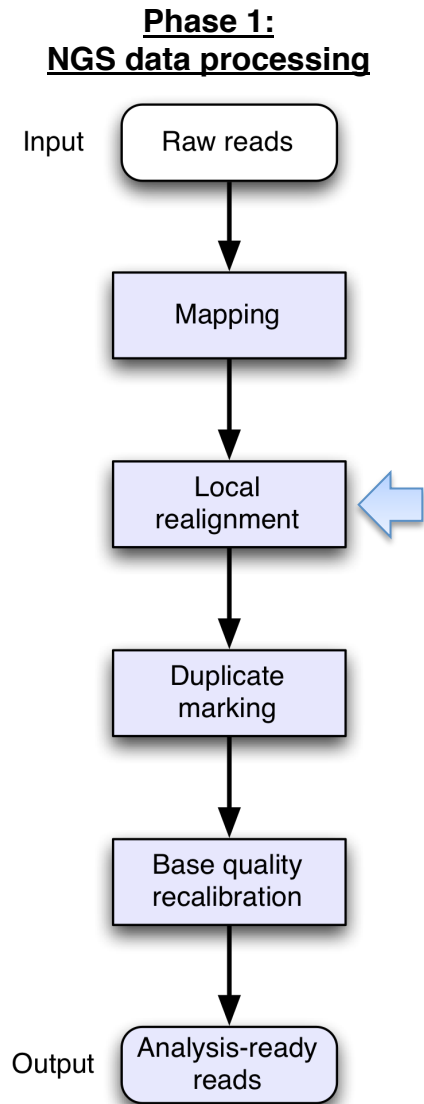 Phase 1:
NGS data processing
Input
Raw reads
Mapping
Local
realignment
Duplicate
marking
Base quality
recalibration
Output
Analysis-ready
reads